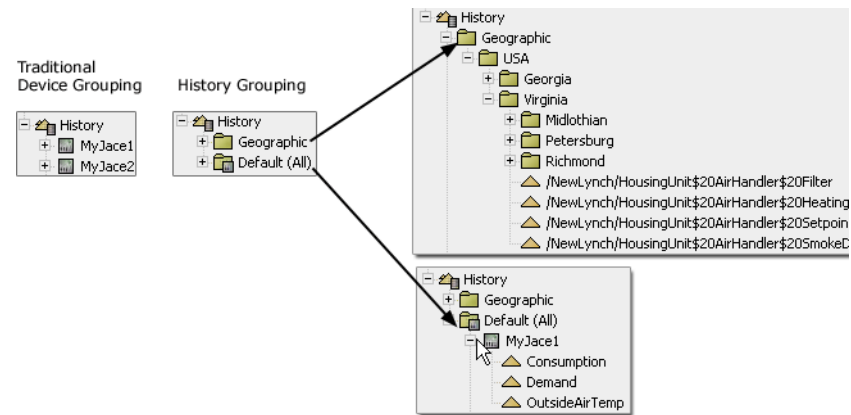 Traditional
Device Grouping
History
MyJace1
MyJace2
History Grouping
History
Geographic
Default (All)
History
Geographic
USA
Georgia
Virginia
Midlothian
Petersburg
Richmond
/NewLynch/HousingUnit$20AirHandler$20Filter
/NewLynch/HousingUnit$20AirHandler$20Heating
/NewLynch/HousingUnit$20AirHandler$20Setpoin
/NewLynch/HousingUnit$20AirHandler$20SmokeD
History
Geographic
Default (All)
MyJace1
Consumption
Demand
OutsideAirTemp